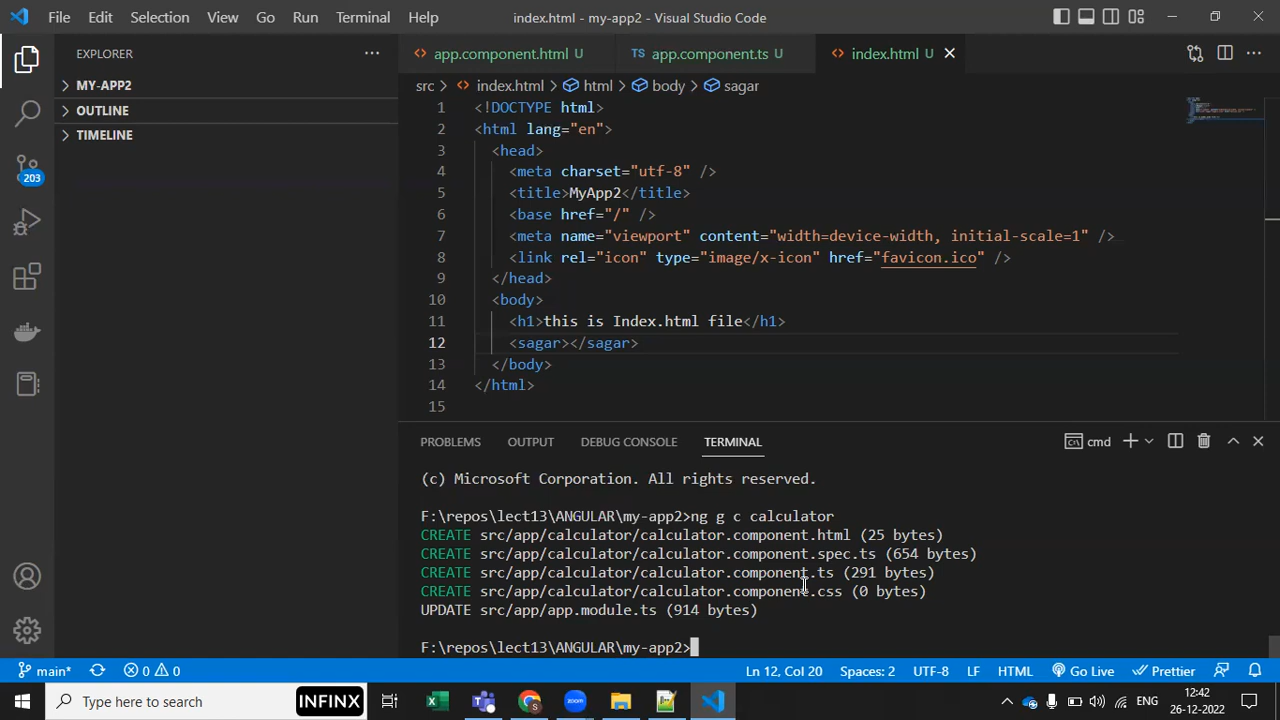 File Edit Selection View Go Run Terminal Help
index.html - my-app2 - Visual Studio Code
EXPLORER
MY-APP2
OUTLINE
TIMELINE
203
app.component.html U
TS app.component.ts U
index.html U
src > index.html > html > body > sagar
1 <!DOCTYPE html>
2 <html lang="en">
3 <head>
4 <meta charset="utf-8" />
5 <title>MyApp2</title>
6 <base href="/" />
7 <meta name="viewport" content="width=device-width, initial-scale=1" />
8 <link rel="icon" type="image/x-icon" href="favicon.ico" />
9 </head>
10 <body>
11 <h1>this is Index.html file</h1>
12 <sagar></sagar>
13 </body>
14 </html>
15
PROBLEMS OUTPUT DEBUG CONSOLE TERMINAL
cmd
(c) Microsoft Corporation. All rights reserved.
F:\repos\lect13\ANGULAR\my-app2>ng g c calculator
CREATE src/app/calculator/calculator.component.html (25 bytes)
CREATE src/app/calculator/calculator.component.spec.ts (654 bytes)
CREATE src/app/calculator/calculator.component.ts (291 bytes)
CREATE src/app/calculator/calculator.component.css (0 bytes)
UPDATE src/app/app.module.ts (914 bytes)
F:\repos\lect13\ANGULAR\my-app2>
main* 0 0 Ln 12, Col 20 Spaces: 2 UTF-8 LF HTML Go Live Prettier
Type here to search
INFINX
ENG
12:42
26-12-2022